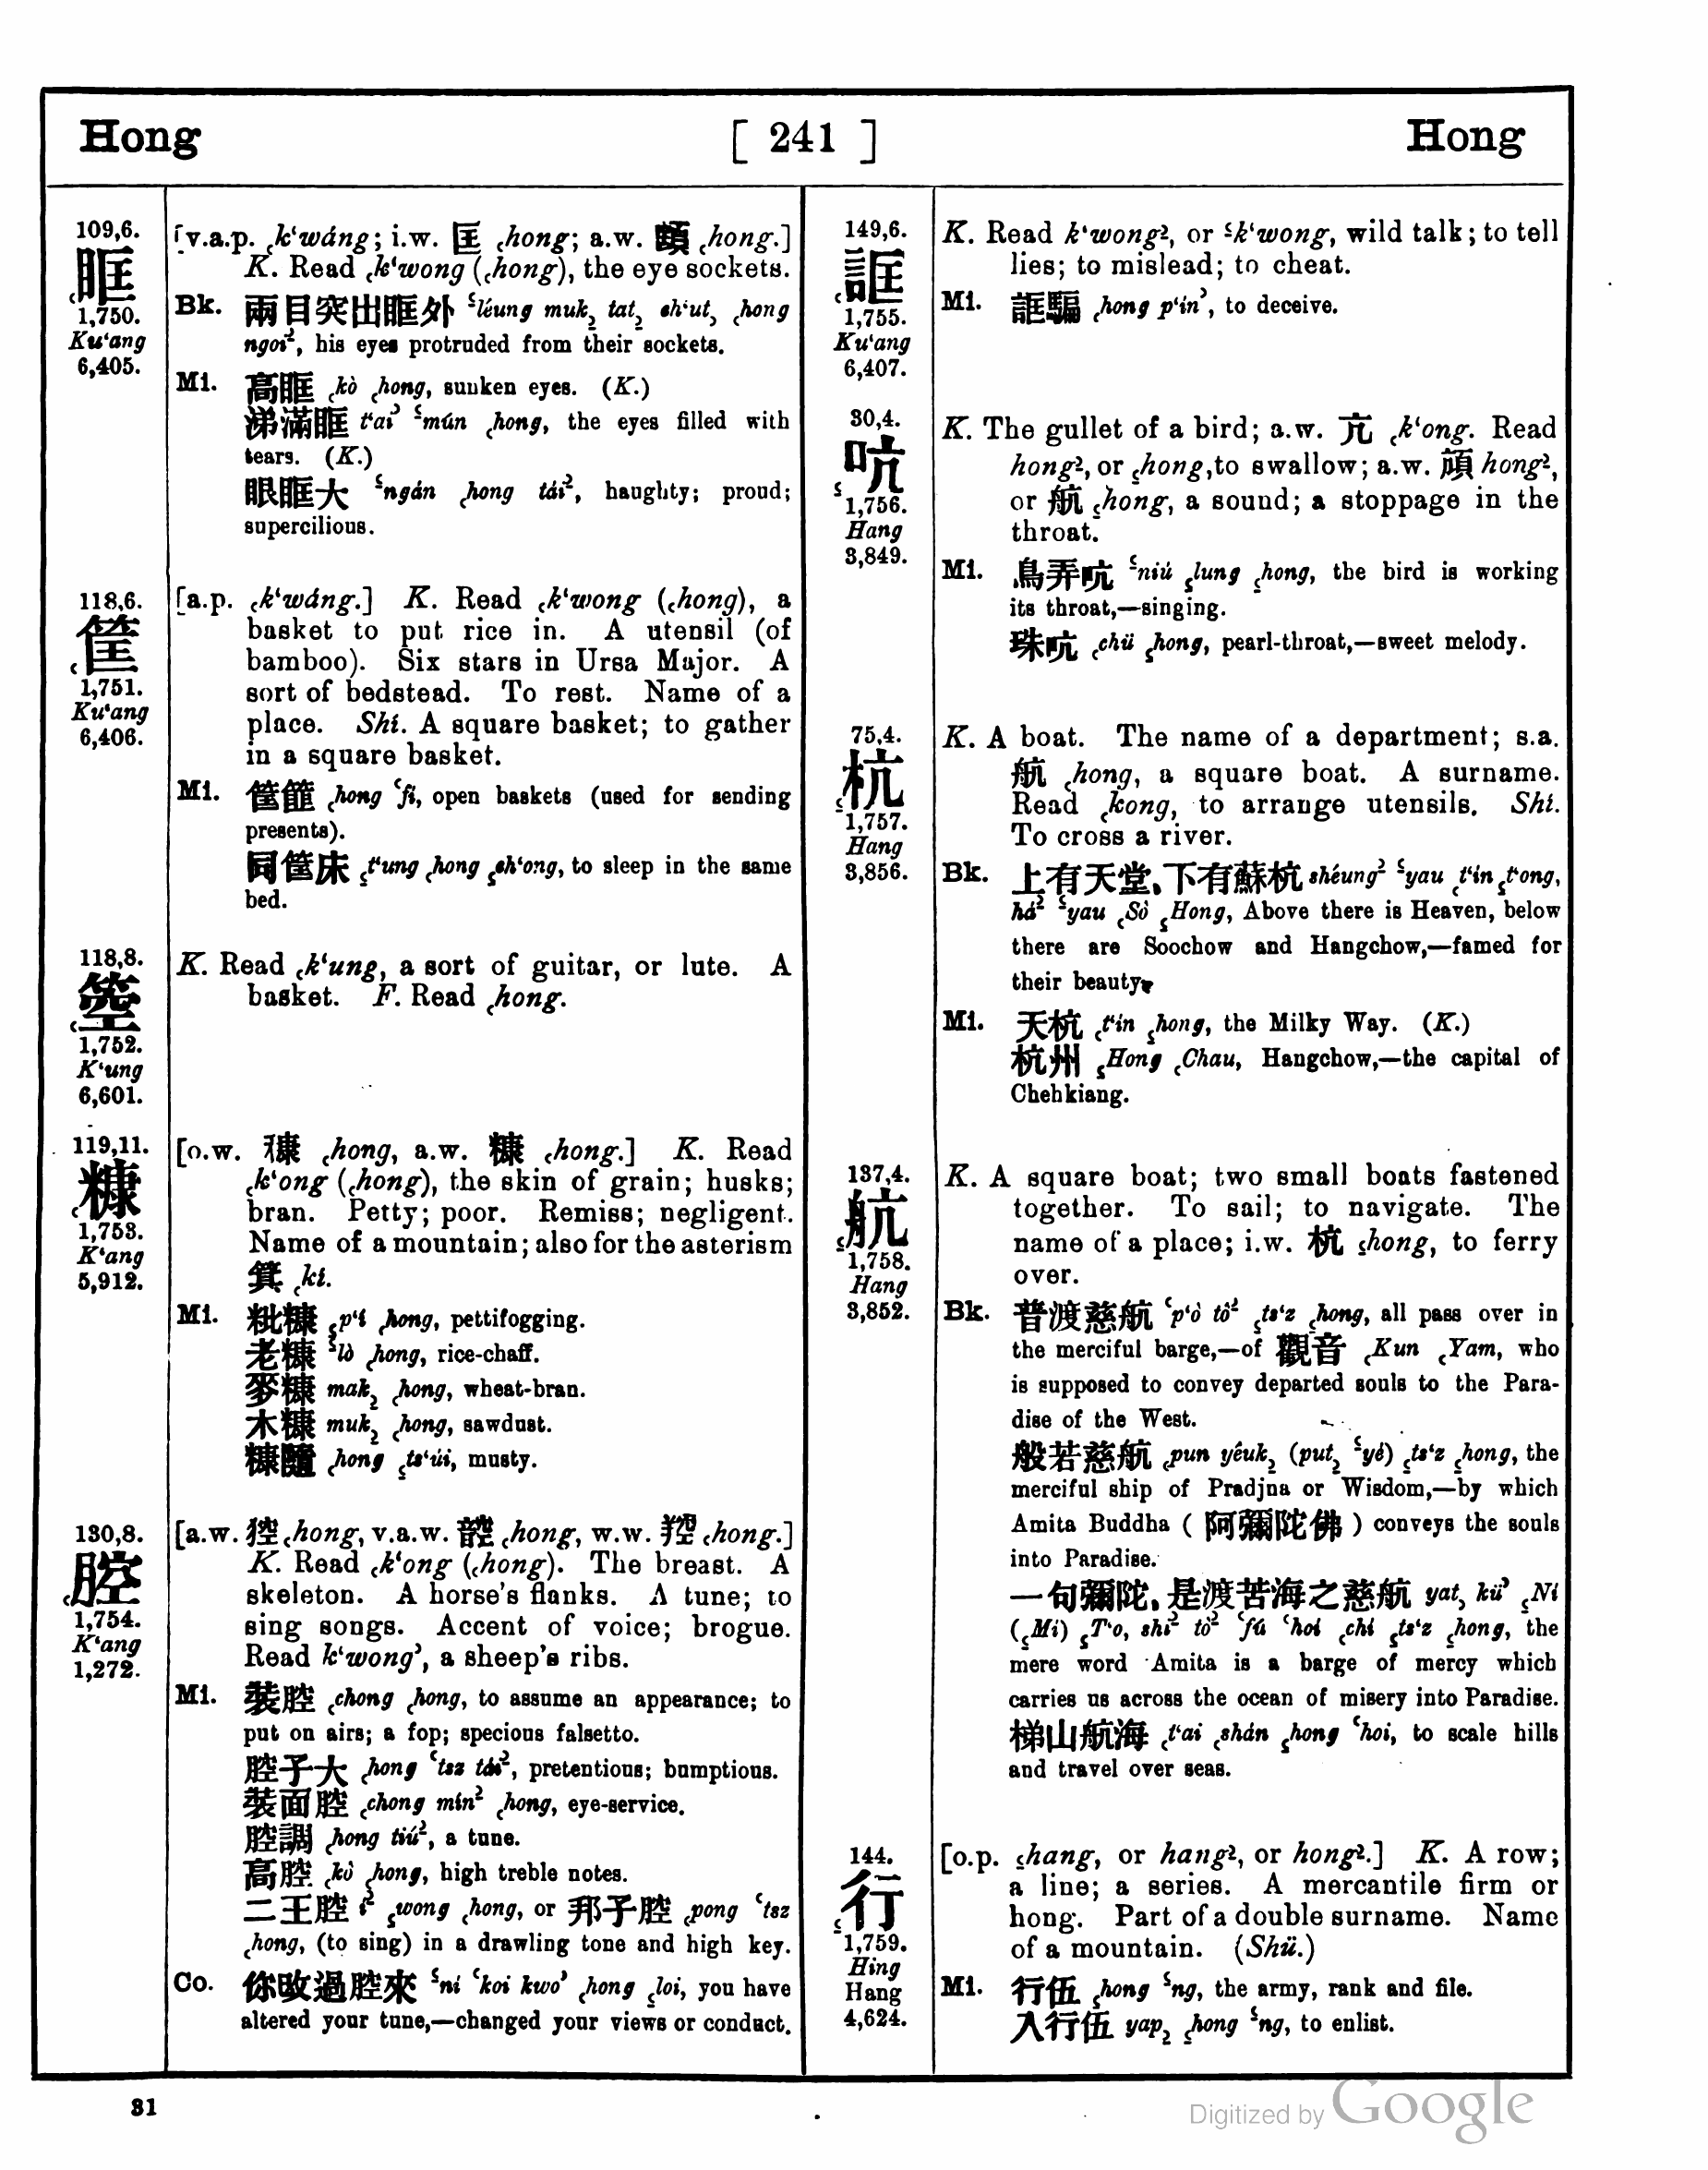 Hong [ 241 ] Hong
109,6.
眶
1,750.
Ku‘ang
6,405.
[v.a.p. ꜀k‘wáng; i.w. 匡 ꜀hong; a.w. 䫆 ꜀hong.]
K. Read ꜀k‘wong (꜀hong), the eye sockets.
Bk. 兩目突出眶外 ꜂léung muk꜇ tat꜇ ch‘ut꜆ ꜀hong
ngoi², his eyes protruded from their sockets.
Mi. 高眶 ꜀kò ꜀hong, sunken eyes. (K.)
涕滿眶 t‘ai꜄ ꜃mún ꜀hong, the eyes filled with
tears. (K.)
眼眶大 ꜃ngán ꜀hong tái², haughty; proud;
supercilious.
118,6.
筐
1,751.
Ku‘ang
6,406.
[a.p. ꜀k‘wáng.] K. Read ꜀k‘wong (꜀hong), a
basket to put rice in. A utensil (of
bamboo). Six stars in Ursa Major. A
sort of bedstead. To rest. Name of a
place. Shí. A square basket; to gather
in a square basket.
Mi. 筐篚 ꜀hong ꜂fi, open baskets (used for sending
presents).
同筐床 ꜁t‘ung ꜀hong ꜁ch‘ong, to sleep in the same
bed.
118,8.
箜
1,752.
K‘ung
6,601.
K. Read ꜀k‘ung, a sort of guitar, or lute. A
basket. F. Read ꜀hong.
119,11.
糠
1,753.
K‘ang
5,912.
[o.w. 穅 ꜀hong, a.w. 粇 ꜀hong.] K. Read
꜀k‘ong (꜀hong), the skin of grain; husks;
bran. Petty; poor. Remiss; negligent.
Name of a mountain; also for the asterism
箕 ꜀kí.
Mi. 粃糠 ꜁p‘í ꜀hong, pettifogging.
老糠 ꜃lò ꜀hong, rice-chaff.
麥糠 mak꜇ ꜀hong, wheat-bran.
木糠 muk꜇ ꜀hong, sawdust.
糠隨 ꜀hong ꜁ts‘úi, musty.
130,8.
腔
1,754.
K‘ang
1,272.
[a.w. 㹰 ꜀hong, v.a.w. 䯧 ꜀hong, w.w. 羫 ꜀hong.]
K. Read ꜀k‘ong (꜀hong). The breast. A
skeleton. A horse's flanks. A tune; to
sing songs. Accent of voice; brogue.
Read k‘wong꜄, a sheep's ribs.
Mi. 裝腔 ꜀chong ꜀hong, to assume an appearance; to
put on airs; a fop; specious falsetto.
腔子大 ꜀hong ꜂tsz tái², pretentious; bumptious.
裝面腔 ꜀chong mín² ꜀hong, eye-service.
腔調 ꜀hong tiú², a tune.
高腔 ꜀kò ꜀hong, high treble notes.
二王腔 í² ꜁wong ꜀hong, or 邦子腔 ꜀pong ꜂tsz
꜀hong, (to sing) in a drawling tone and high key.
Co. 你改過腔來 ꜃ní ꜂koi kwo꜄ ꜀hong ꜁loi, you have
altered your tune,—changed your views or conduct.
149,6.
誆
1,755.
Ku‘ang
6,407.
K. Read k‘wong², or ꜃k‘wong, wild talk; to tell
lies; to mislead; to cheat.
Mi. 誆騙 ꜀hong p‘ín꜄, to deceive.
30,4.
吭
1,756.
Hang
3,849.
K. The gullet of a bird; a.w. 亢 ꜀k‘ong. Read
hong², or ꜁hong,to swallow; a.w. 頏 hong²,
or 航 ꜁hong, a sound; a stoppage in the
throat.
Mi. 鳥弄吭 ꜃niú ꜁lung ꜁hong, the bird is working
its throat,—singing.
珠吭 ꜀chü ꜁hong, pearl-throat,—sweet melody.
75,4.
杭
1,757.
Hang
3,856.
K. A boat. The name of a department; s.a.
航 ꜁hong, a square boat. A surname.
Read ꜀kong, to arrange utensils. Shí.
To cross a river.
Bk. 上有天堂、下有蘇杭 shéung² ꜃yau ꜀t‘ín ꜁t‘ong,
há² ꜃yau ꜀Sò ꜁Hong, Above there is Heaven, below
there are Soochow and Hangchow,—famed for
their beauty.
Mi. 天杭 ꜀t‘ín ꜁hong, the Milky Way. (K.)
杭州 ꜁Hong ꜀Chau, Hangchow,—the capital of
Chehkiang.
137,4.
航
1,758.
Hang
3,852.
K. A square boat; two small boats fastened
together. To sail; to navigate. The
name of a place; i.w. 杭 ꜁hong, to ferry
over.
Bk. 普渡慈航 ꜂p‘ò tô² ꜁ts‘z ꜁hong, all pass over in
the merciful barge,—of 觀音 ꜀Kun ꜀Yam, who
is supposed to convey departed souls to the Para-
dise of the West.
般若慈航 ꜀pun yêuk꜇ (put꜇ ꜃yé) ꜁ts‘z ꜁hong, the
merciful ship of Pradjna or Wisdom,—by which
Amita Buddha ( 阿彌陀佛 ) conveys the souls
into Paradise.
一句彌陀、是渡苦海之慈航 yat꜆ kü꜄ ꜁Ní
(꜁Mí) ꜁T‘o, shí² tô² ꜂fú ꜂hoi ꜀chí ꜁ts‘z ꜁hong, the
mere word Amita is a barge of mercy which
carries us across the ocean of misery into Paradise.
梯山航海 ꜀t‘ai ꜀shán ꜁hong ꜂hoi, to scale hills
and travel over seas.
144.
行
1,759.
Hing
Hang
4,624.
[o.p. ꜁hang, or hang², or hong².] K. A row;
a line; a series. A mercantile firm or
hong. Part of a double surname. Name
of a mountain. (Shü.)
Mi. 行伍 ꜁hong ꜃ng, the army, rank and file.
入行伍 yap꜇ ꜁hong ꜃ng, to enlist.
31
Digitized by Google